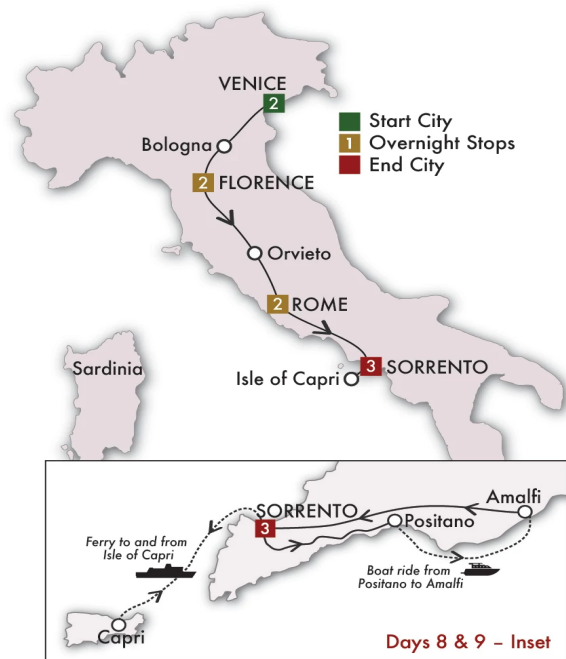 VENICE
2
Start City
Bologna
1 Overnight Stops
End City
2 FLORENCE
Orvieto
2 ROME
Sardinia
3 SORRENTO
Isle of Capri
SORRENTO
3
Amalfi
Positano
Ferry to and from
Isle of Capri
Boat ride from
Positano to Amalfi
Capri
Days 8 & 9 – Inset